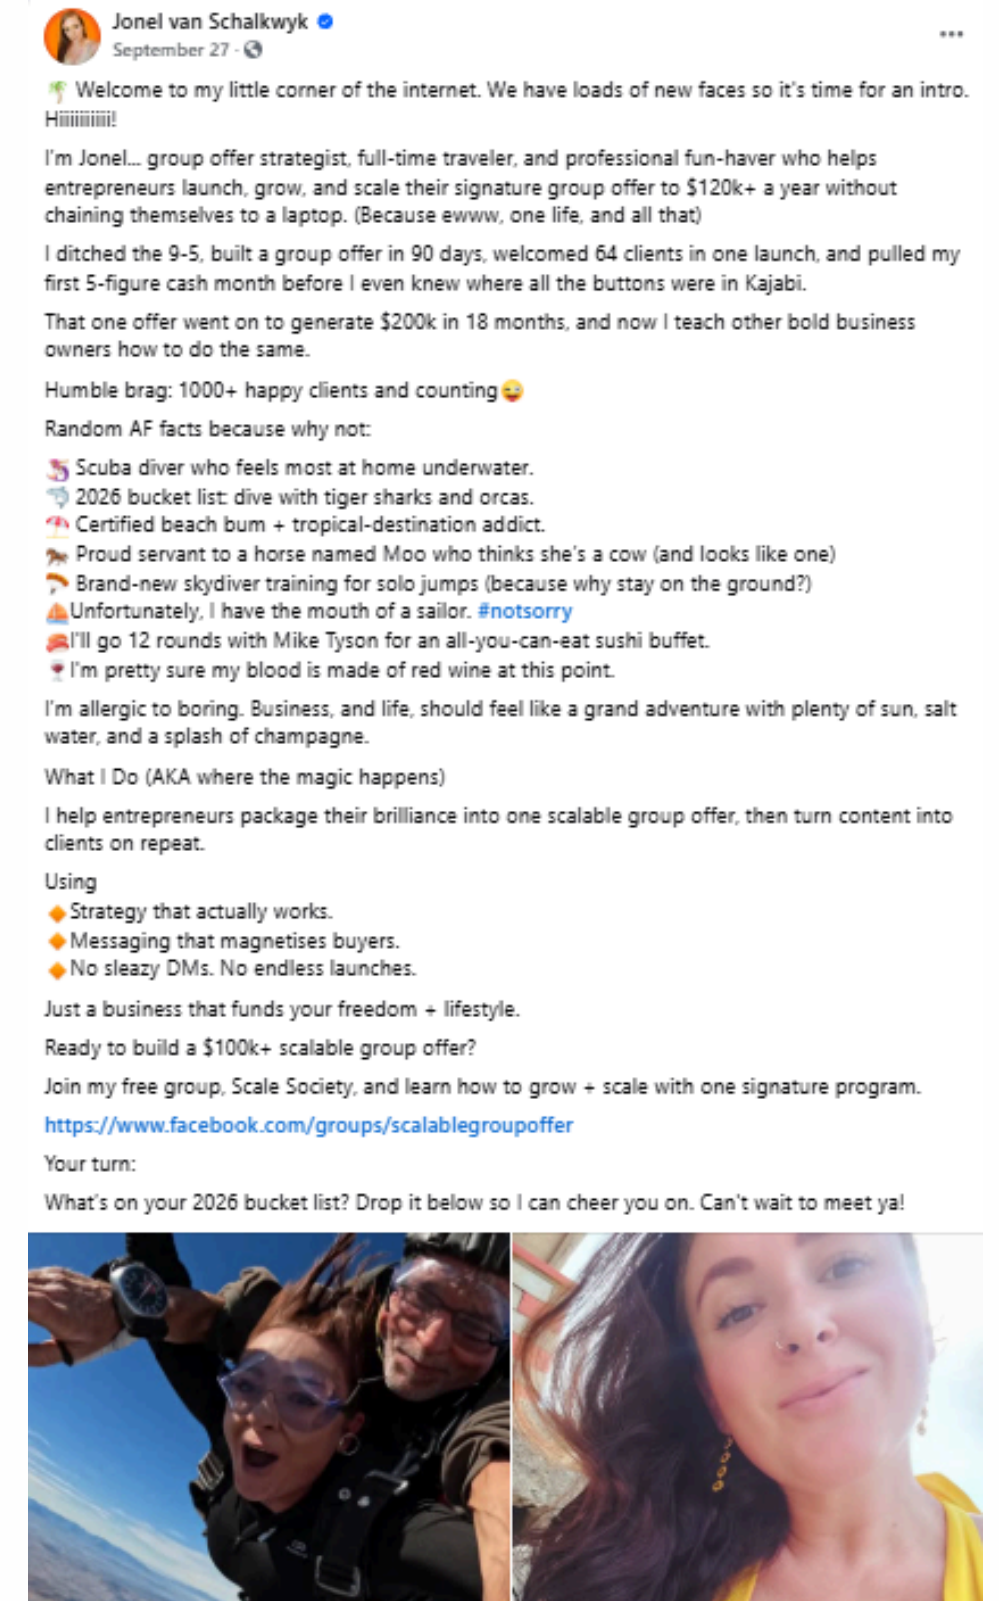 Jonel van Schalkwyk
September 27 ·
🌴 Welcome to my little corner of the internet. We have loads of new faces so it's time for an intro.
Hiiiiiiiiiii!
I'm Jonel... group offer strategist, full-time traveler, and professional fun-haver who helps
entrepreneurs launch, grow, and scale their signature group offer to $120k+ a year without
chaining themselves to a laptop. (Because ewww, one life, and all that)
I ditched the 9-5, built a group offer in 90 days, welcomed 64 clients in one launch, and pulled my
first 5-figure cash month before I even knew where all the buttons were in Kajabi.
That one offer went on to generate $200k in 18 months, and now I teach other bold business
owners how to do the same.
Humble brag: 1000+ happy clients and counting😜
Random AF facts because why not:
🧜‍♀️ Scuba diver who feels most at home underwater.
🦈 2026 bucket list: dive with tiger sharks and orcas.
⛱️ Certified beach bum + tropical-destination addict.
🐎 Proud servant to a horse named Moo who thinks she's a cow (and looks like one)
🪂 Brand-new skydiver training for solo jumps (because why stay on the ground?)
⛵Unfortunately, I have the mouth of a sailor. #notsorry
🍣I'll go 12 rounds with Mike Tyson for an all-you-can-eat sushi buffet.
🍷I'm pretty sure my blood is made of red wine at this point.
I'm allergic to boring. Business, and life, should feel like a grand adventure with plenty of sun, salt
water, and a splash of champagne.
What I Do (AKA where the magic happens)
I help entrepreneurs package their brilliance into one scalable group offer, then turn content into
clients on repeat.
Using
🔸Strategy that actually works.
🔸Messaging that magnetises buyers.
🔸No sleazy DMs. No endless launches.
Just a business that funds your freedom + lifestyle.
Ready to build a $100k+ scalable group offer?
Join my free group, Scale Society, and learn how to grow + scale with one signature program.
https://www.facebook.com/groups/scalablegroupoffer
Your turn:
What's on your 2026 bucket list? Drop it below so I can cheer you on. Can't wait to meet ya!